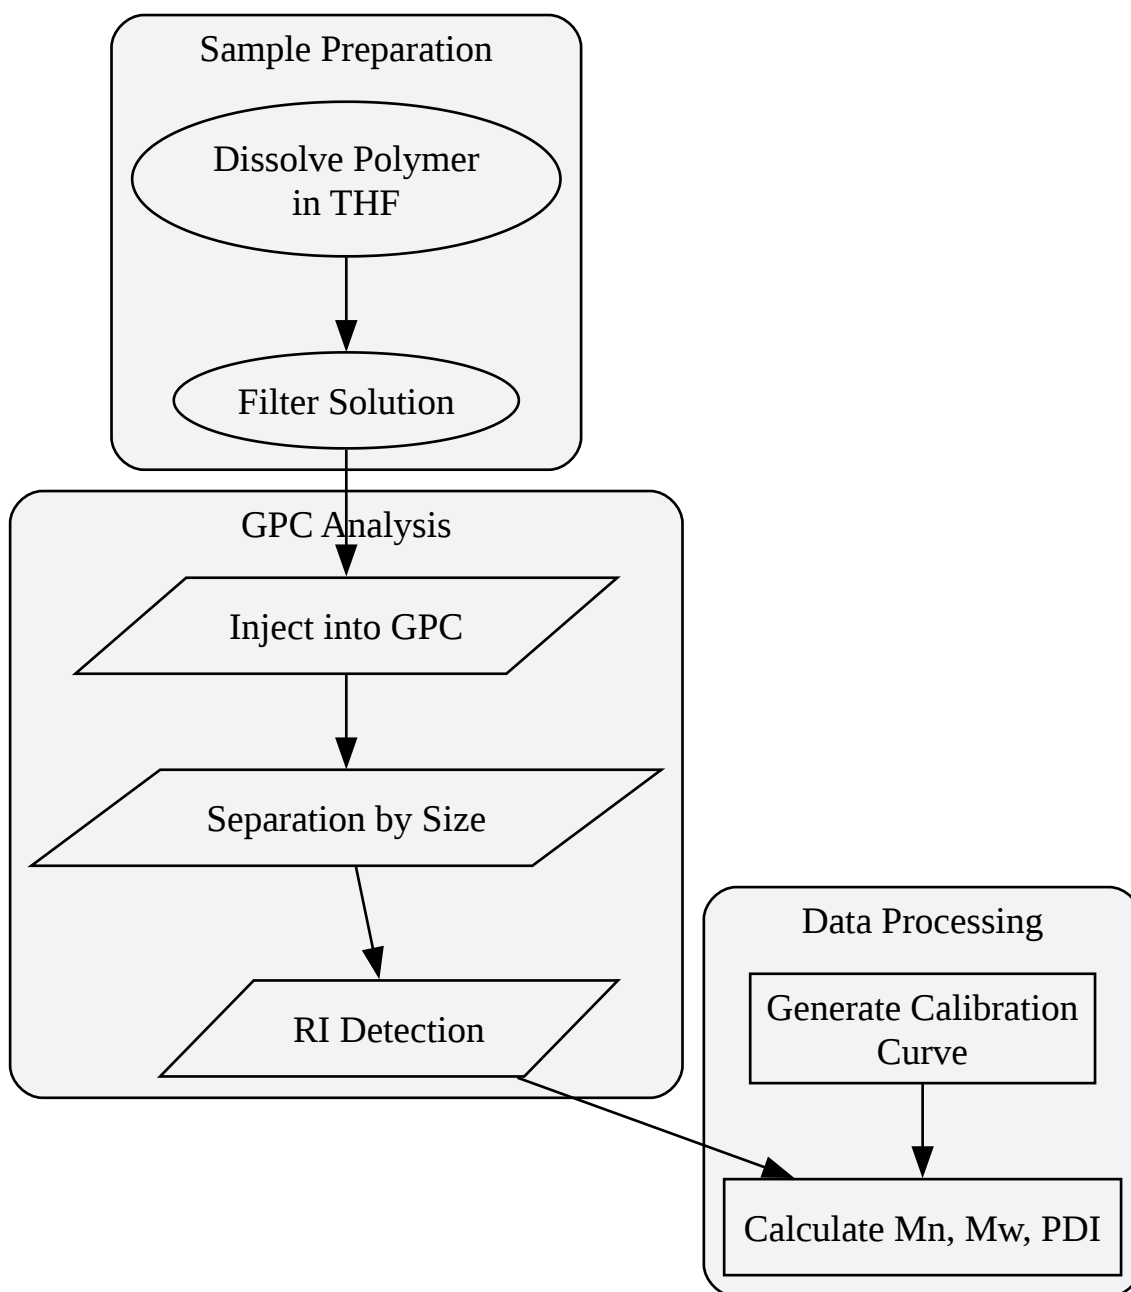 Sample Preparation
Dissolve Polymer
in THF
Filter Solution
GPC Analysis
Inject into GPC
Separation by Size
RI Detection
Data Processing
Generate Calibration
Curve
Calculate Mn, Mw, PDI